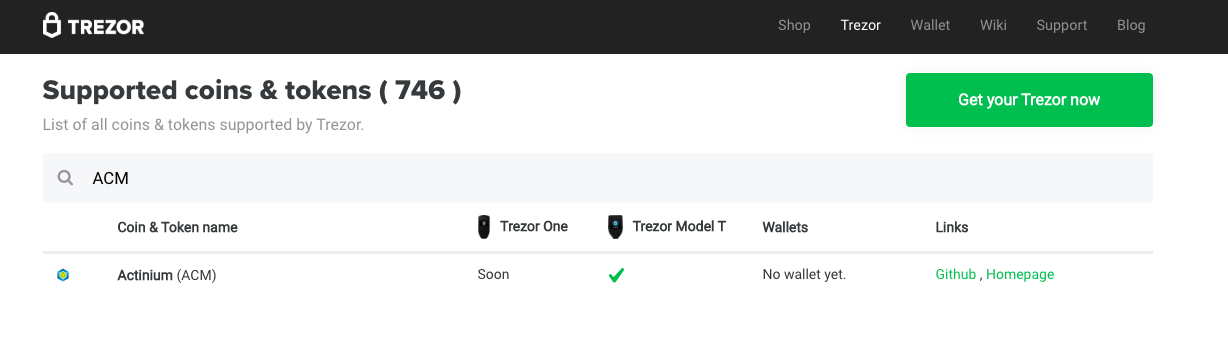 TREZOR Shop Trezor Wallet Wiki Support Blog
Supported coins & tokens ( 746 )
Get your Trezor now
List of all coins & tokens supported by Trezor.
ACM
Coin & Token name Trezor One Trezor Model T Wallets Links
Actinium (ACM) Soon No wallet yet. Github , Homepage